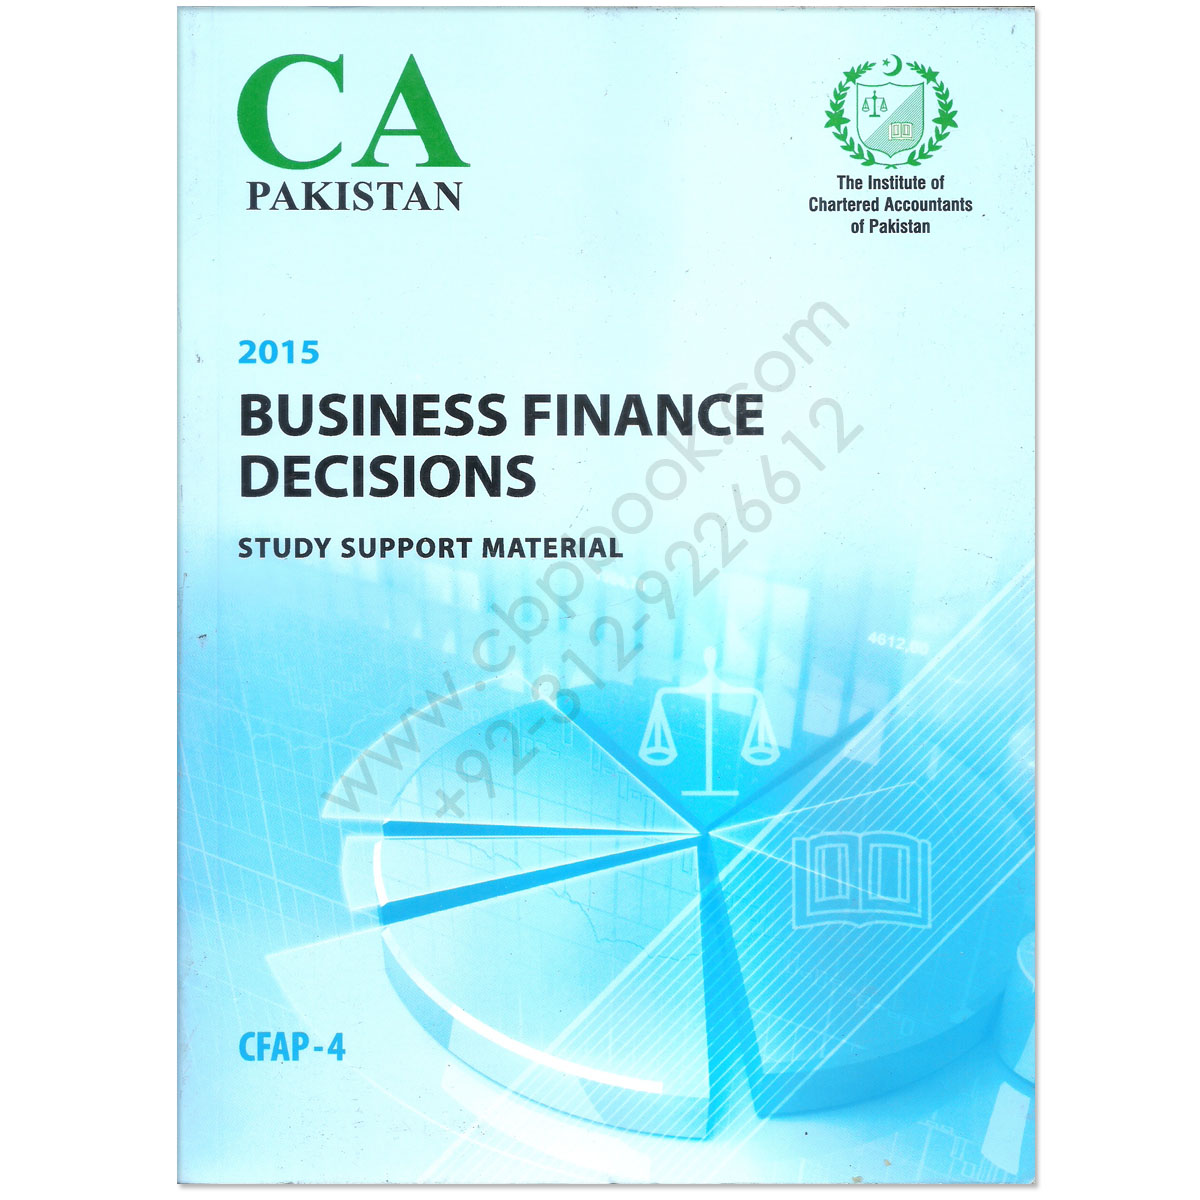 CA
PAKISTAN
The Institute of
Chartered Accountants
of Pakistan
2015
BUSINESS FINANCE
DECISIONS
STUDY SUPPORT MATERIAL
www.cbpbook.com
+92-312-9226612
4612,00
CFAP-4